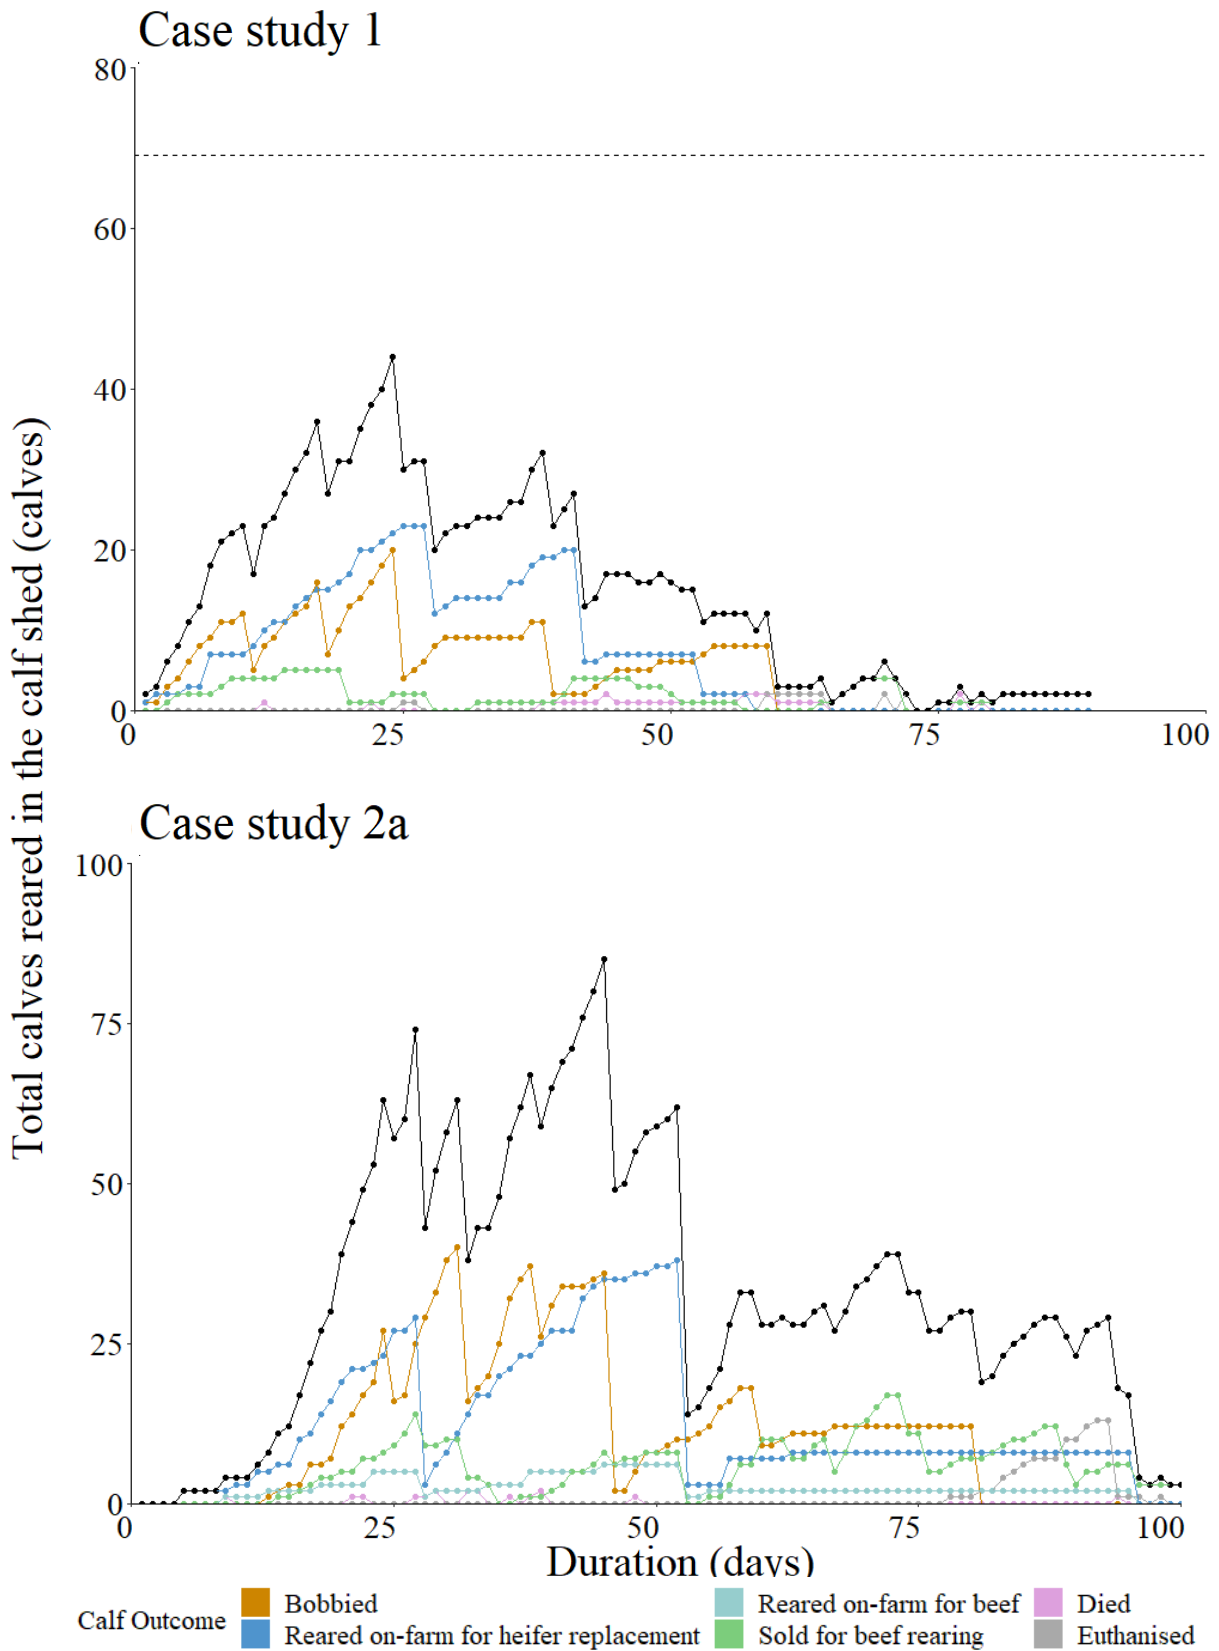 Case study 1
Total calves reared in the calf shed (calves)
80
60
40
20
0
0 25 50 75 100
Case study 2a
100
75
50
25
0
0 25 50 75 100
Duration (days)
Calf Outcome
Bobbied
Reared on-farm for heifer replacement
Reared on-farm for beef
Sold for beef rearing
Died
Euthanised